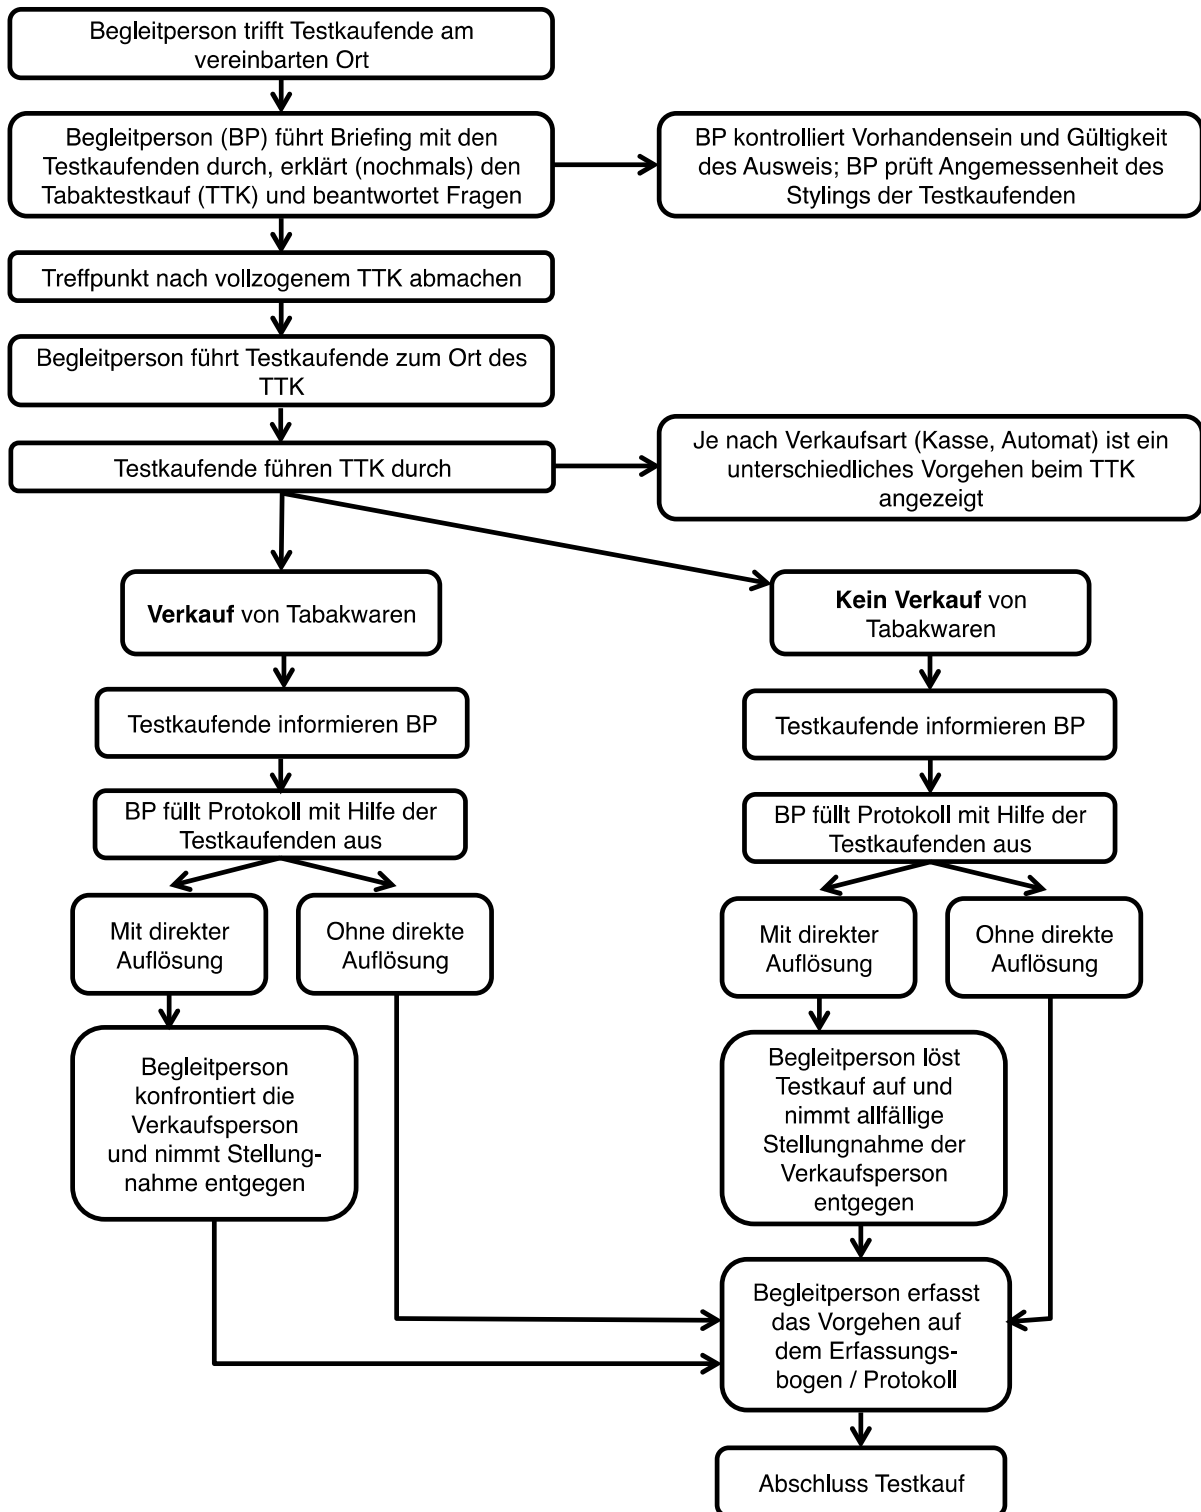 Begleitperson trifft Testkaufende am
vereinbarten Ort
Begleitperson (BP) führt Briefing mit den
Testkaufenden durch, erklärt (nochmals) den
Tabaktestkauf (TTK) und beantwortet Fragen
BP kontrolliert Vorhandensein und Gültigkeit
des Ausweis; BP prüft Angemessenheit des
Stylings der Testkaufenden
Treffpunkt nach vollzogenem TTK abmachen
Begleitperson führt Testkaufende zum Ort des
TTK
Testkaufende führen TTK durch
Je nach Verkaufsart (Kasse, Automat) ist ein
unterschiedliches Vorgehen beim TTK
angezeigt
Verkauf von Tabakwaren
Kein Verkauf von
Tabakwaren
Testkaufende informieren BP
Testkaufende informieren BP
BP füllt Protokoll mit Hilfe der
Testkaufenden aus
BP füllt Protokoll mit Hilfe der
Testkaufenden aus
Mit direkter
Auflösung
Ohne direkte
Auflösung
Mit direkter
Auflösung
Ohne direkte
Auflösung
Begleitperson
konfrontiert die
Verkaufsperson
und nimmt Stellung-
nahme entgegen
Begleitperson löst
Testkauf auf und
nimmt allfällige
Stellungnahme der
Verkaufsperson
entgegen
Begleitperson erfasst
das Vorgehen auf
dem Erfassungs-
bogen / Protokoll
Abschluss Testkauf